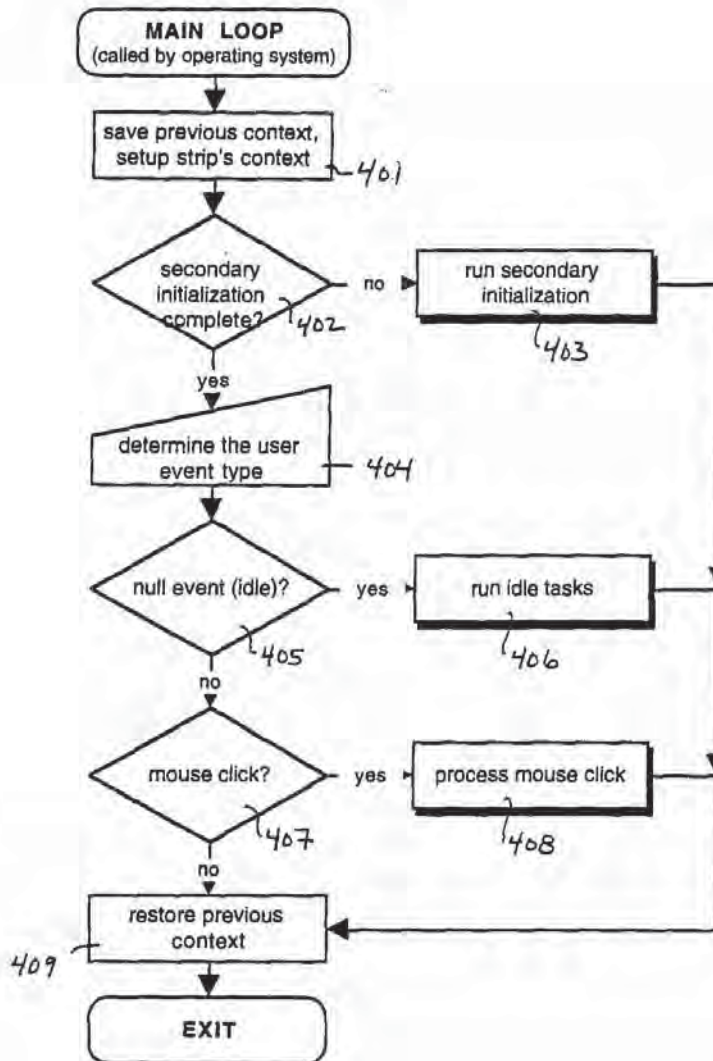 MAIN LOOP
(called by operating system)
save previous context,
setup strip's context
401
secondary
initialization
complete?
402
no
run secondary
initialization
403
yes
determine the user
event type
404
null event (idle)?
405
yes
run idle tasks
406
no
mouse click?
407
yes
process mouse click
408
no
restore previous
context
409
EXIT